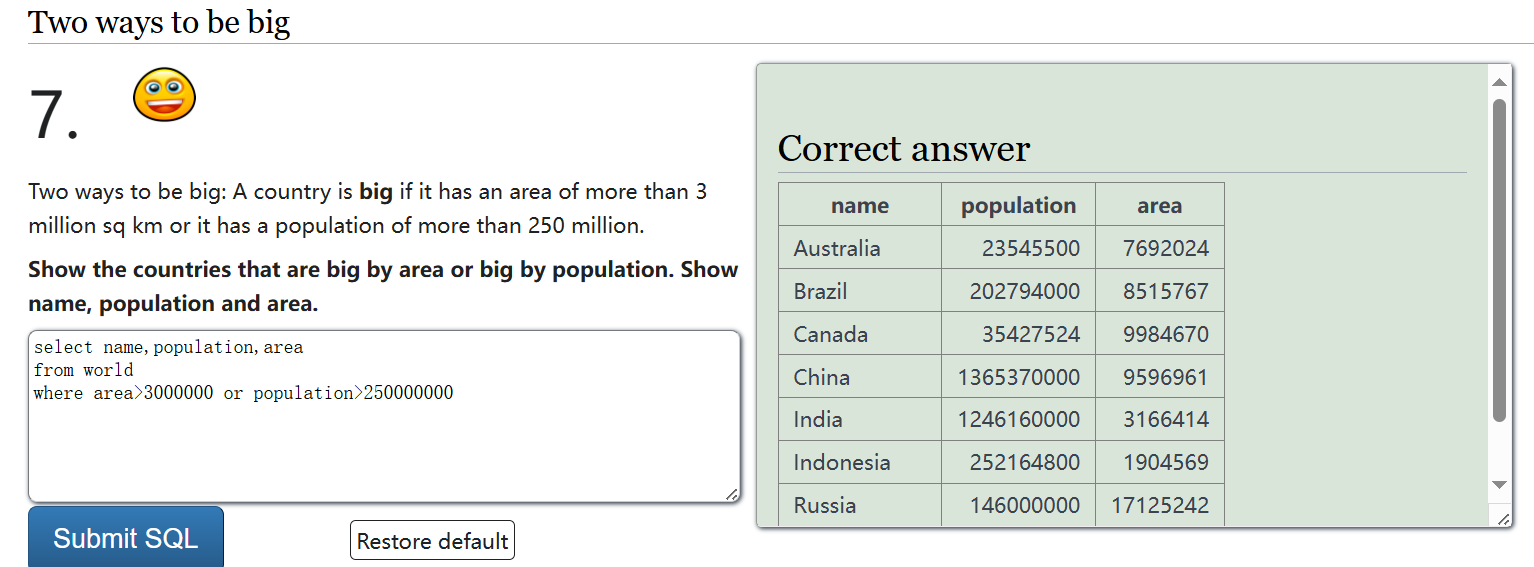 Two ways to be big
7.
Two ways to be big: A country is big if it has an area of more than 3
million sq km or it has a population of more than 250 million.
Show the countries that are big by area or big by population. Show
name, population and area.
select name,population,area
from world
where area>3000000 or population>250000000
Submit SQL
Restore default
Correct answer
name population area
Australia 23545500 7692024
Brazil 202794000 8515767
Canada 35427524 9984670
China 1365370000 9596961
India 1246160000 3166414
Indonesia 252164800 1904569
Russia 146000000 17125242